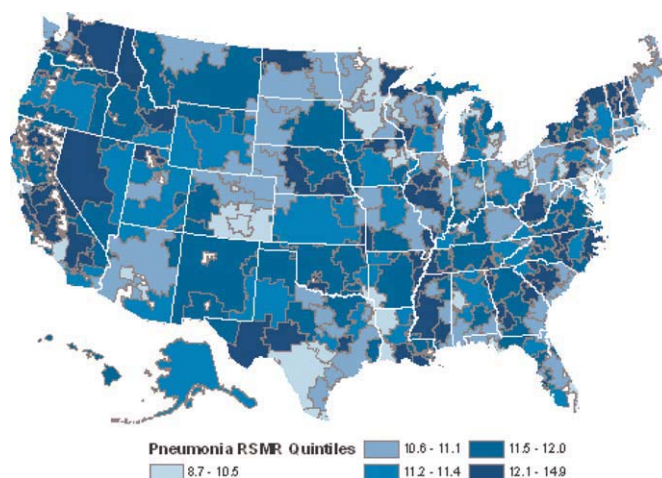 Pneumonia RSMR Quintiles
8.7 - 10.5
10.6 - 11.1
11.2 - 11.4
11.5 - 12.0
12.1 - 14.9